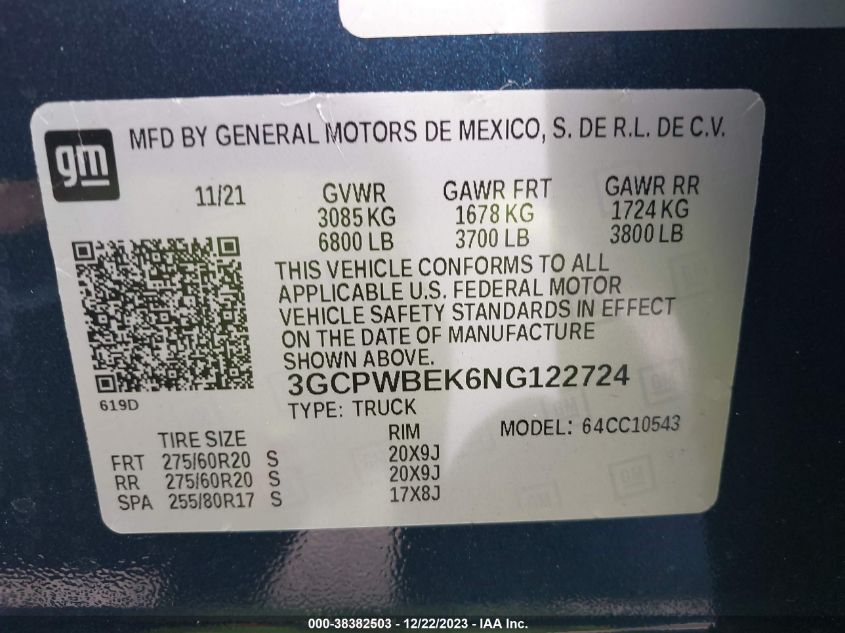 gm
MFD BY GENERAL MOTORS DE MEXICO, S. DE R.L. DE C.V.
11/21 GVWR GAWR FRT GAWR RR
3085 KG 1678 KG 1724 KG
6800 LB 3700 LB 3800 LB
THIS VEHICLE CONFORMS TO ALL
APPLICABLE U.S. FEDERAL MOTOR
VEHICLE SAFETY STANDARDS IN EFFECT
ON THE DATE OF MANUFACTURE
SHOWN ABOVE.
619D
3GCPWBEK6NG122724
TYPE: TRUCK
TIRE SIZE RIM MODEL: 64CC10543
FRT 275/60R20 S 20X9J
RR 275/60R20 S 20X9J
SPA 255/80R17 S 17X8J
000-38382503 - 12/22/2023 - IAA Inc.